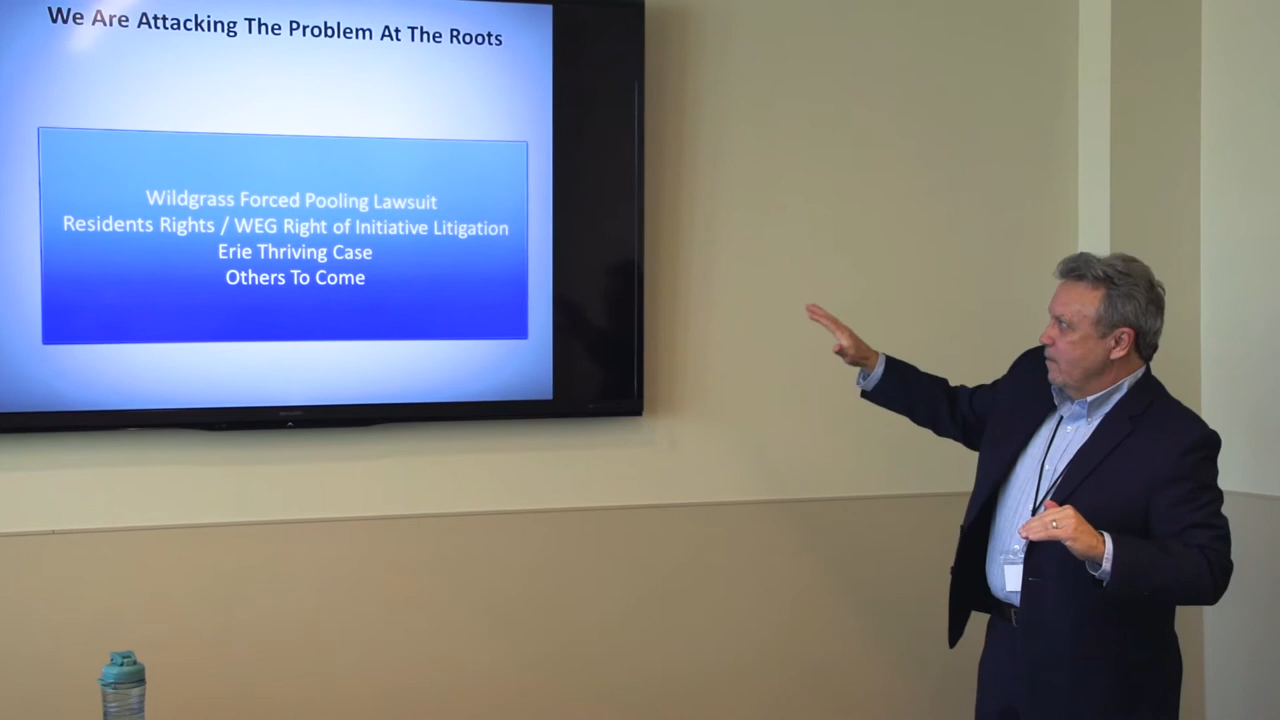 We Are Attacking The Problem At The Roots
Wildgrass Forced Pooling Lawsuit
Residents Rights / WEG Right of Initiative Litigation
Erie Thriving Case
Others To Come